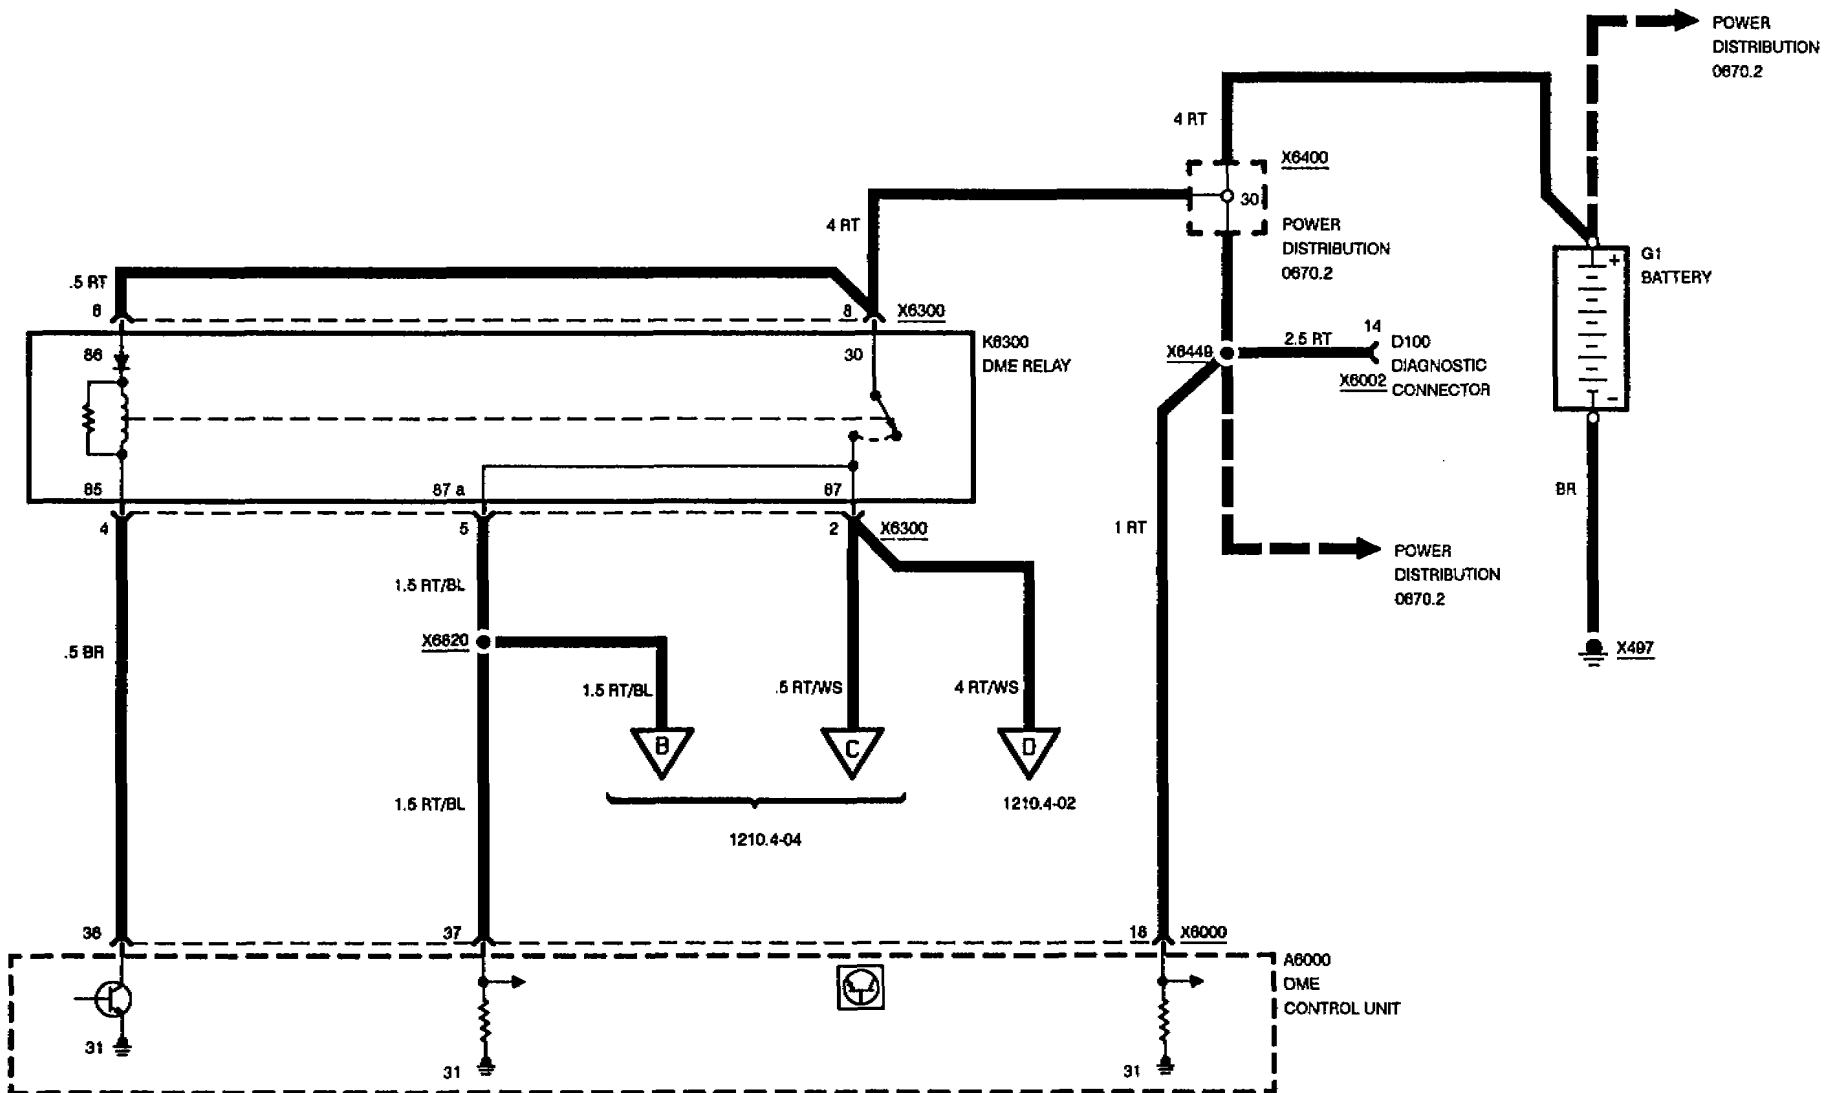 POWER
DISTRIBUTION
0670.2
4 RT
X6400
30
POWER
DISTRIBUTION
0670.2
4 RT
G1
BATTERY
+
-
.5 RT
6
8
X6300
K6300
DME RELAY
86
30
X6449
2.5 RT
14
D100
DIAGNOSTIC
CONNECTOR
X6002
85
87 a
87
4
5
2
X6300
BR
1 RT
POWER
DISTRIBUTION
0670.2
1.5 RT/BL
X6820
.5 BR
X497
1.5 RT/BL
.5 RT/WS
4 RT/WS
B
C
D
1.5 RT/BL
1210.4-02
1210.4-04
36
37
18
X6000
A6000
DME
CONTROL UNIT
31
31
31